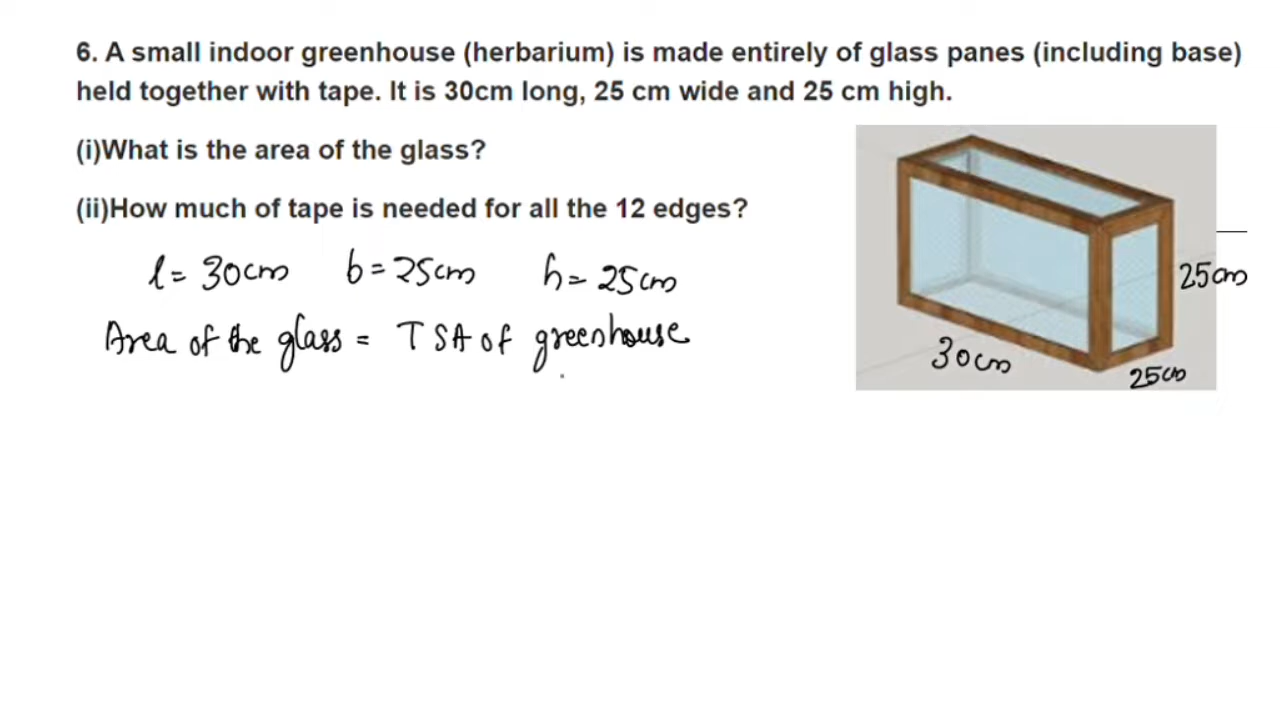 6. A small indoor greenhouse (herbarium) is made entirely of glass panes (including base)
held together with tape. It is 30cm long, 25 cm wide and 25 cm high.
(i)What is the area of the glass?
(ii)How much of tape is needed for all the 12 edges?
l = 30cm b = 25cm h = 25cm
Area of the glass = TSA of greenhouse
25cm
30cm
25cm